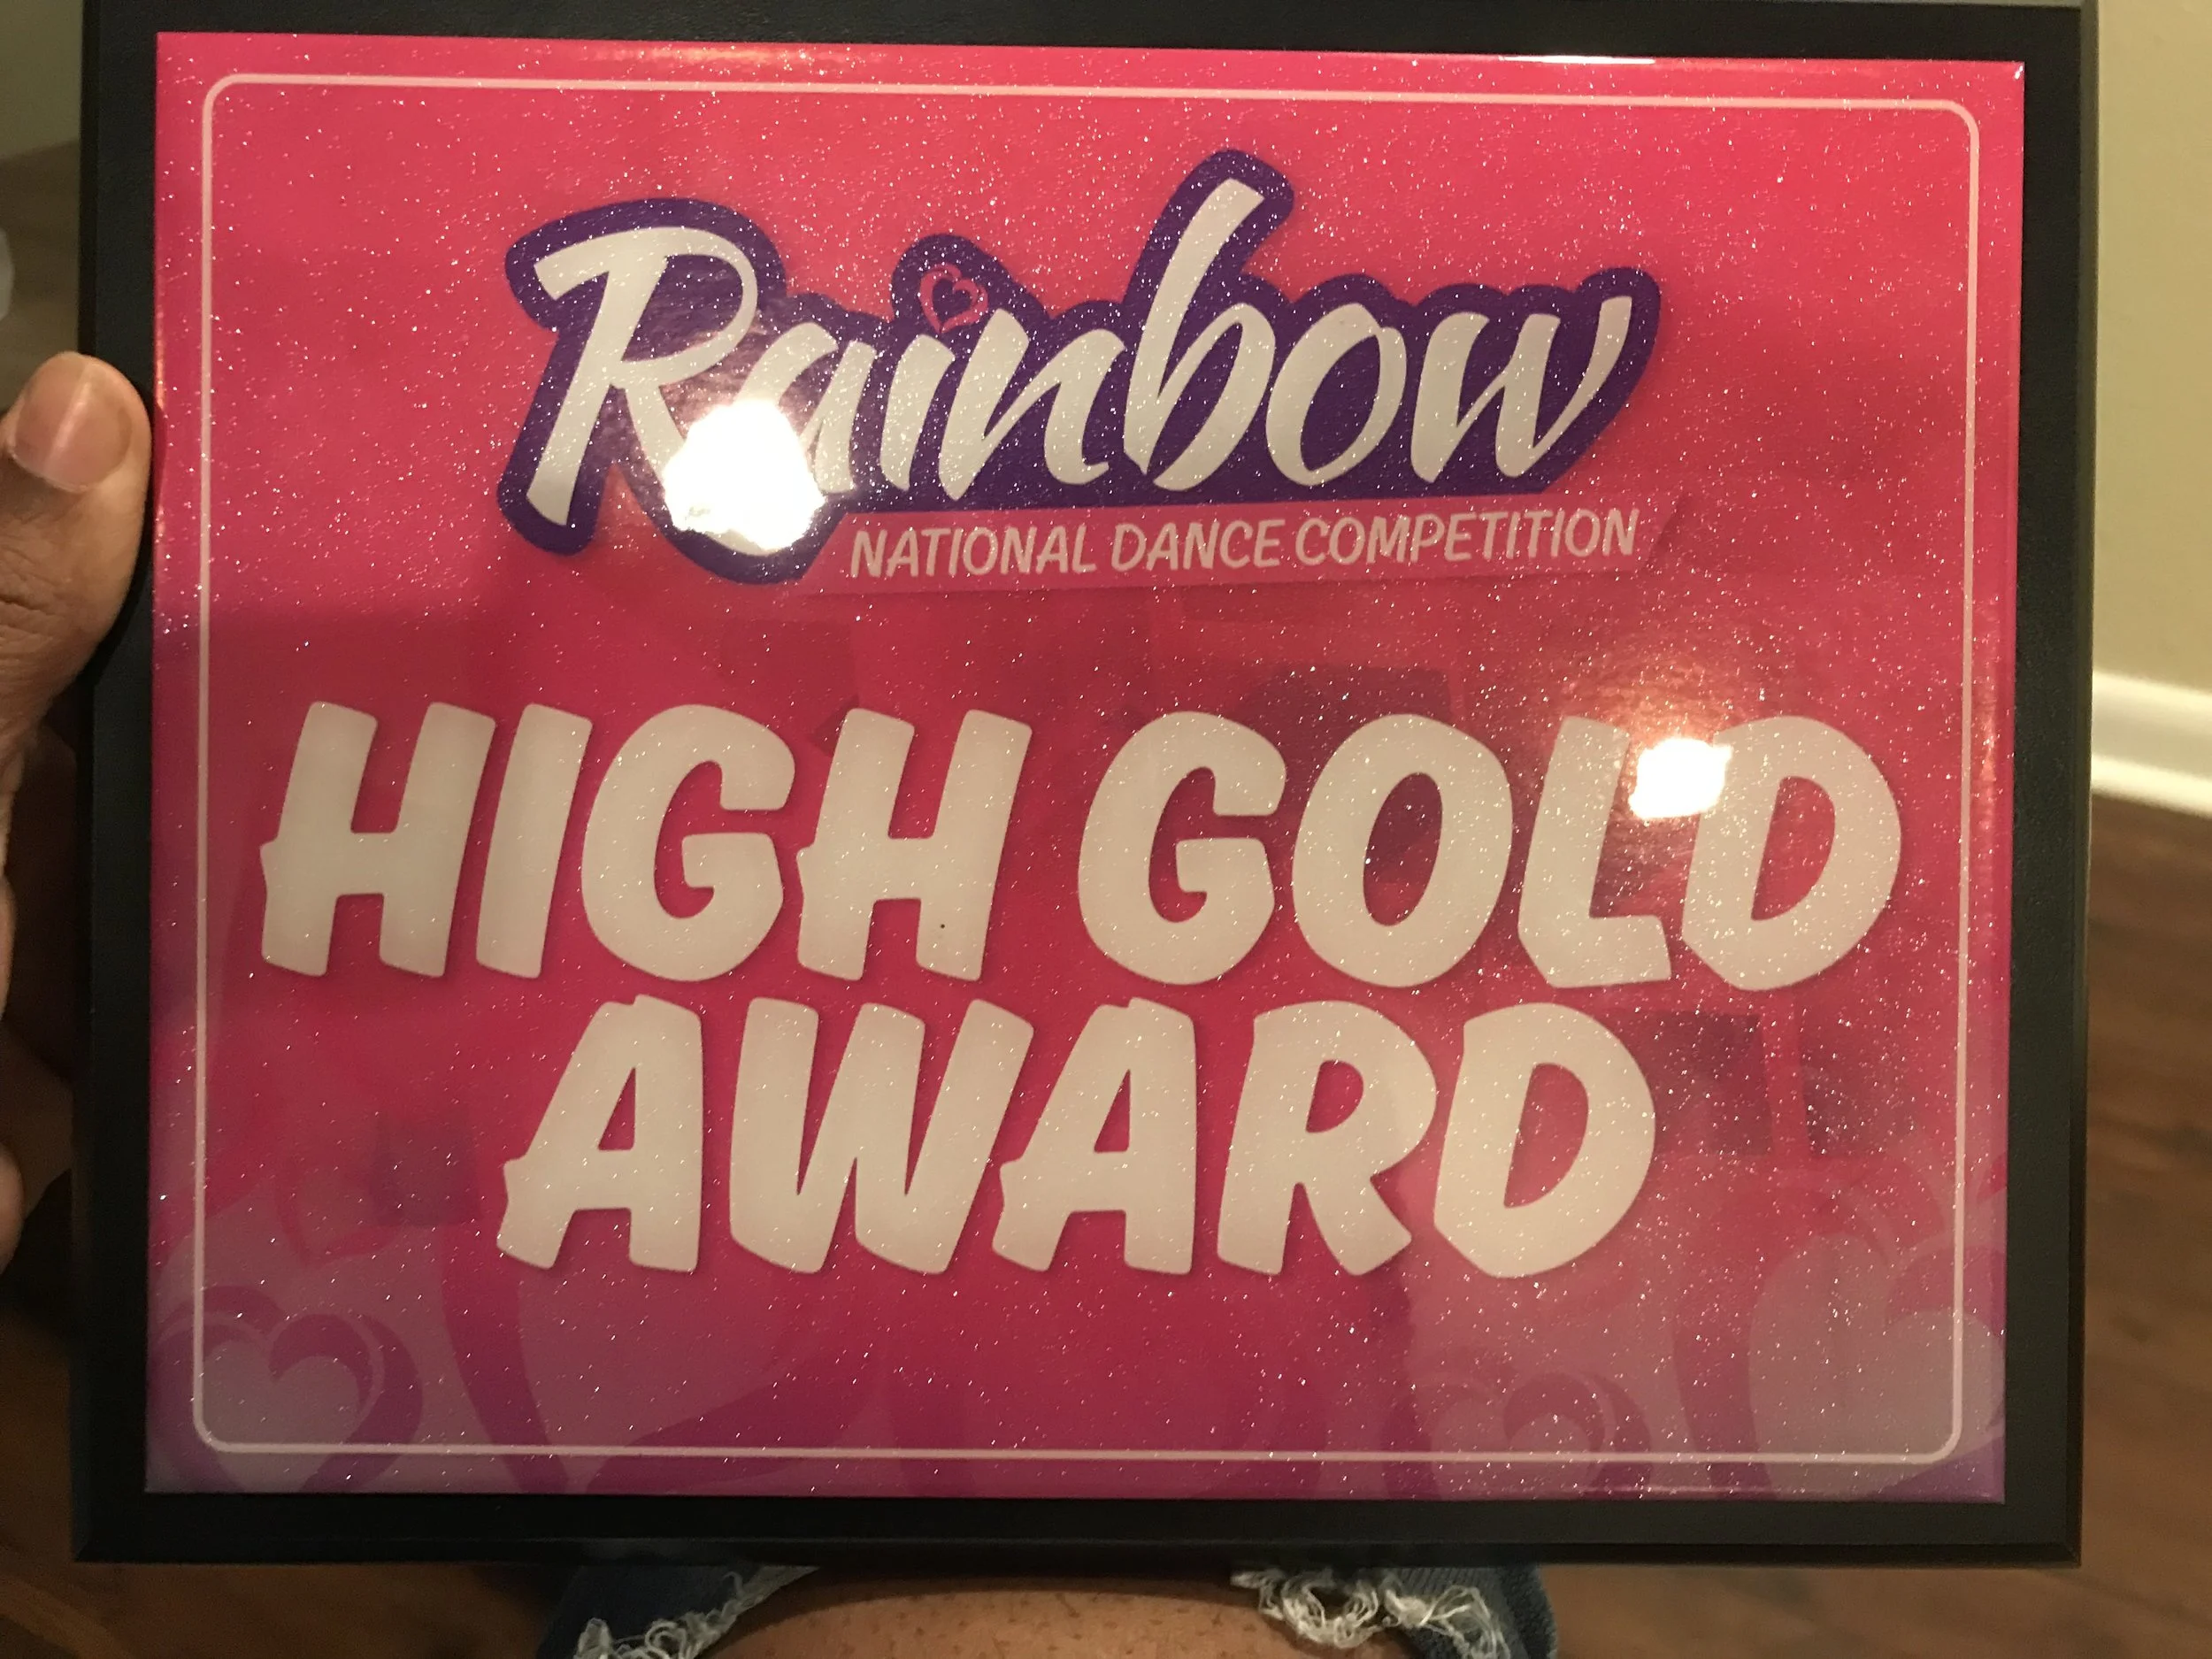 Rainbow
NATIONAL DANCE COMPETITION
HIGH GOLD
AWARD